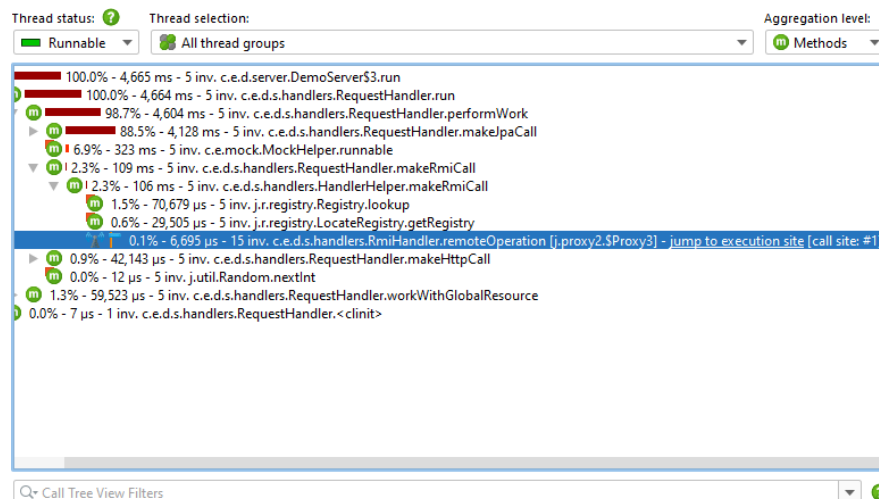 Thread status: ? Thread selection: Aggregation level:
Runnable All thread groups m Methods
100.0% - 4,665 ms - 5 inv. c.e.d.server.DemoServer$3.run
100.0% - 4,664 ms - 5 inv. c.e.d.s.handlers.RequestHandler.run
m 98.7% - 4,604 ms - 5 inv. c.e.d.s.handlers.RequestHandler.performWork
m 88.5% - 4,128 ms - 5 inv. c.e.d.s.handlers.RequestHandler.makeJpaCall
m 6.9% - 323 ms - 5 inv. c.e.mock.MockHelper.runnable
m 2.3% - 109 ms - 5 inv. c.e.d.s.handlers.RequestHandler.makeRmiCall
m 2.3% - 106 ms - 5 inv. c.e.d.s.handlers.HandlerHelper.makeRmiCall
m 1.5% - 70,679 µs - 5 inv. j.r.registry.Registry.lookup
m 0.6% - 29,505 µs - 5 inv. j.r.registry.LocateRegistry.getRegistry
0.1% - 6,695 µs - 15 inv. c.e.d.s.handlers.RmiHandler.remoteOperation [j.proxy2.$Proxy3] - jump to execution site [call site: #1
m 0.9% - 42,143 µs - 5 inv. c.e.d.s.handlers.RequestHandler.makeHttpCall
m 0.0% - 12 µs - 5 inv. j.util.Random.nextInt
m 1.3% - 59,523 µs - 5 inv. c.e.d.s.handlers.RequestHandler.workWithGlobalResource
0.0% - 7 µs - 1 inv. c.e.d.s.handlers.RequestHandler.<clinit>
Call Tree View Filters ?